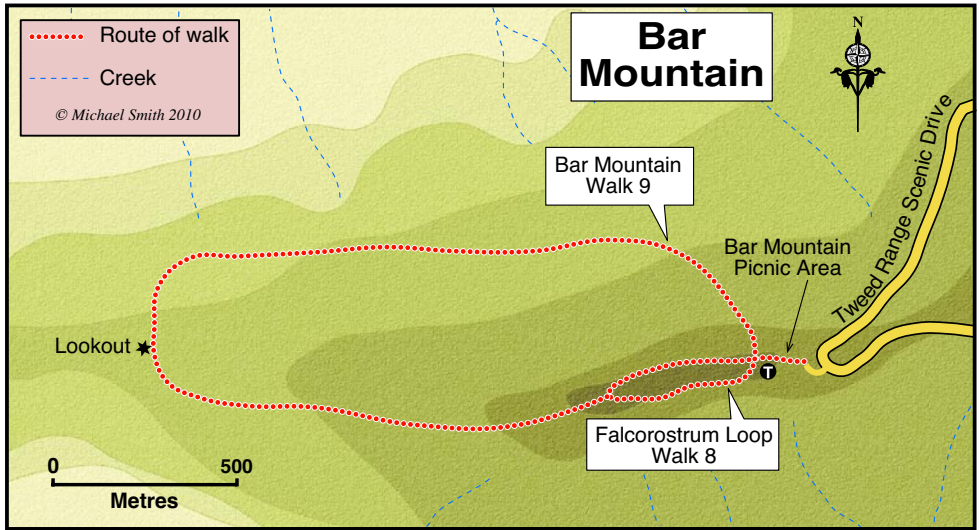 Route of walk
Creek
© Michael Smith 2010
Bar
Mountain
N
Tweed Range Scenic Drive
Bar Mountain
Walk 9
Bar Mountain
Picnic Area
Lookout
T
Falcorostrum Loop
Walk 8
0 500
Metres